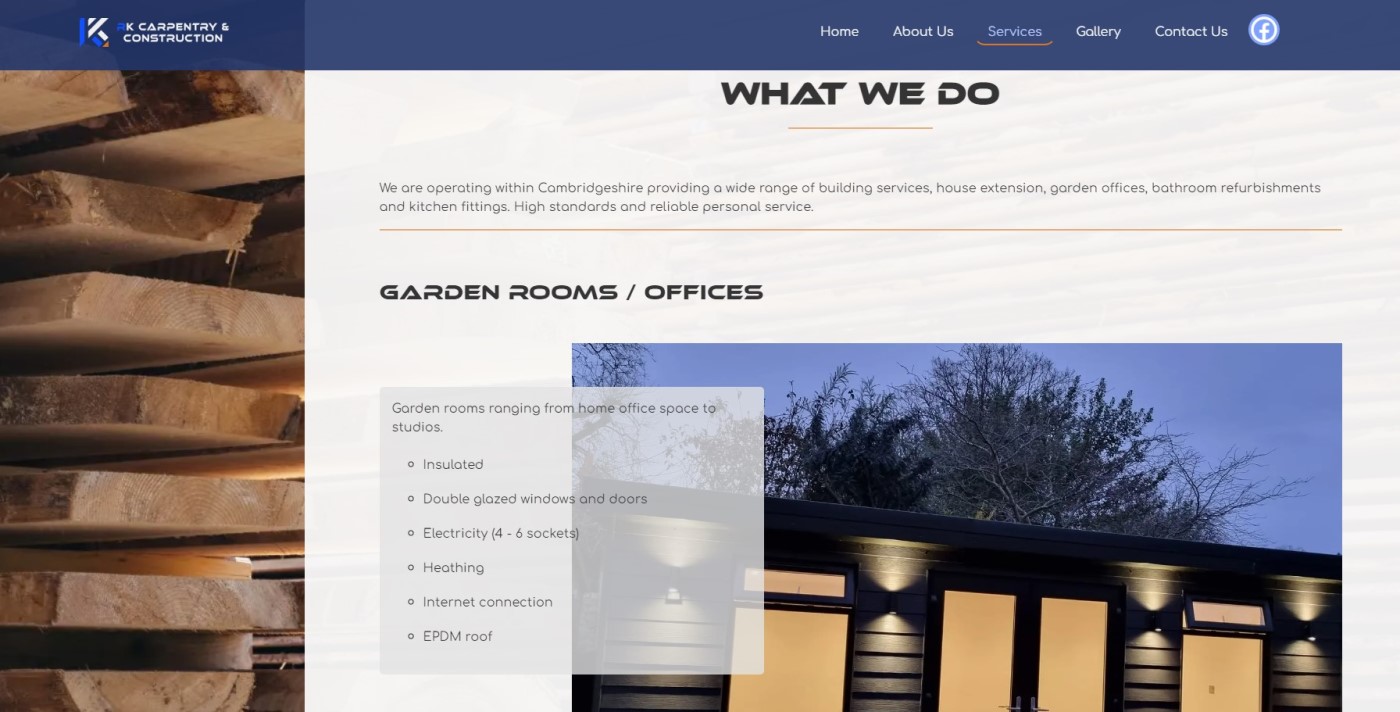 RK CARPENTRY &
CONSTRUCTION
Home About Us Services Gallery Contact Us
WHAT WE DO
We are operating within Cambridgeshire providing a wide range of building services, house extension, garden offices, bathroom refurbishments
and kitchen fittings. High standards and reliable personal service.
GARDEN ROOMS / OFFICES
Garden rooms ranging from home office space to
studios.
Insulated
Double glazed windows and doors
Electricity (4 - 6 sockets)
Heathing
Internet connection
EPDM roof